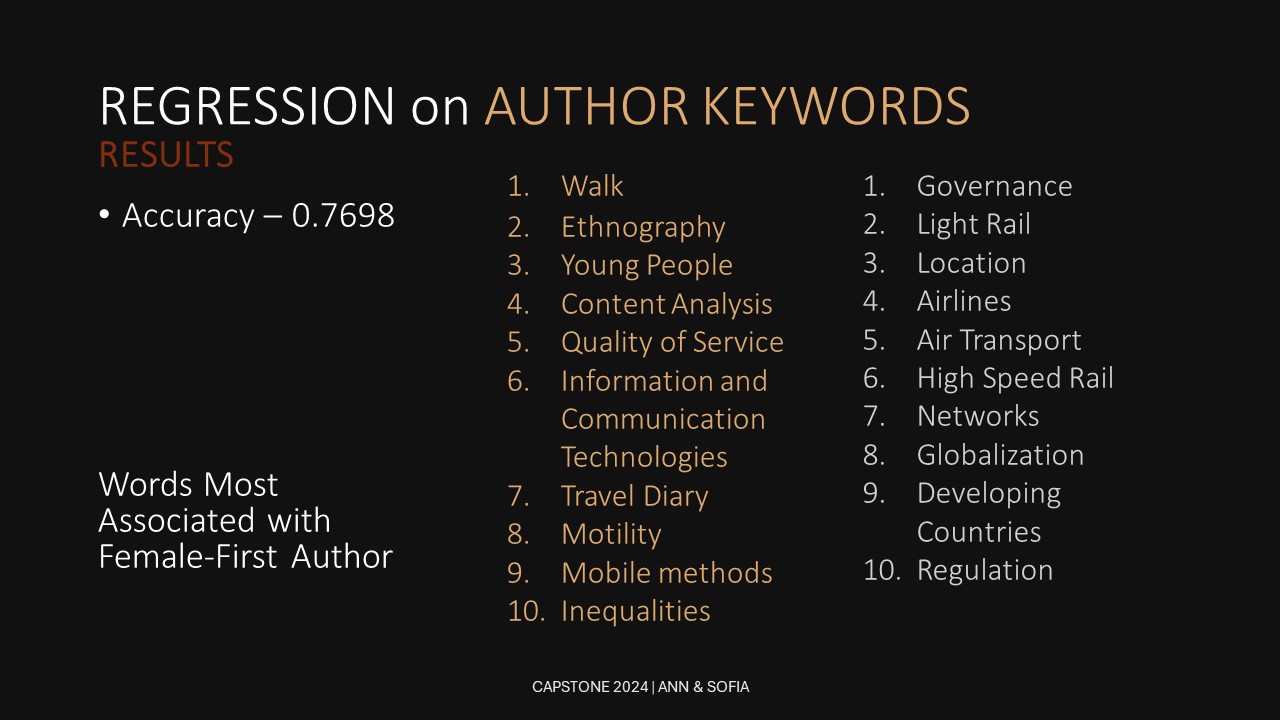 REGRESSION on AUTHOR KEYWORDS
RESULTS
• Accuracy – 0.7698
Words Most
Associated with
Female-First Author
1. Walk
2. Ethnography
3. Young People
4. Content Analysis
5. Quality of Service
6. Information and
Communication
Technologies
7. Travel Diary
8. Motility
9. Mobile methods
10. Inequalities
1. Governance
2. Light Rail
3. Location
4. Airlines
5. Air Transport
6. High Speed Rail
7. Networks
8. Globalization
9. Developing
Countries
10. Regulation
CAPSTONE 2024 | ANN & SOFIA